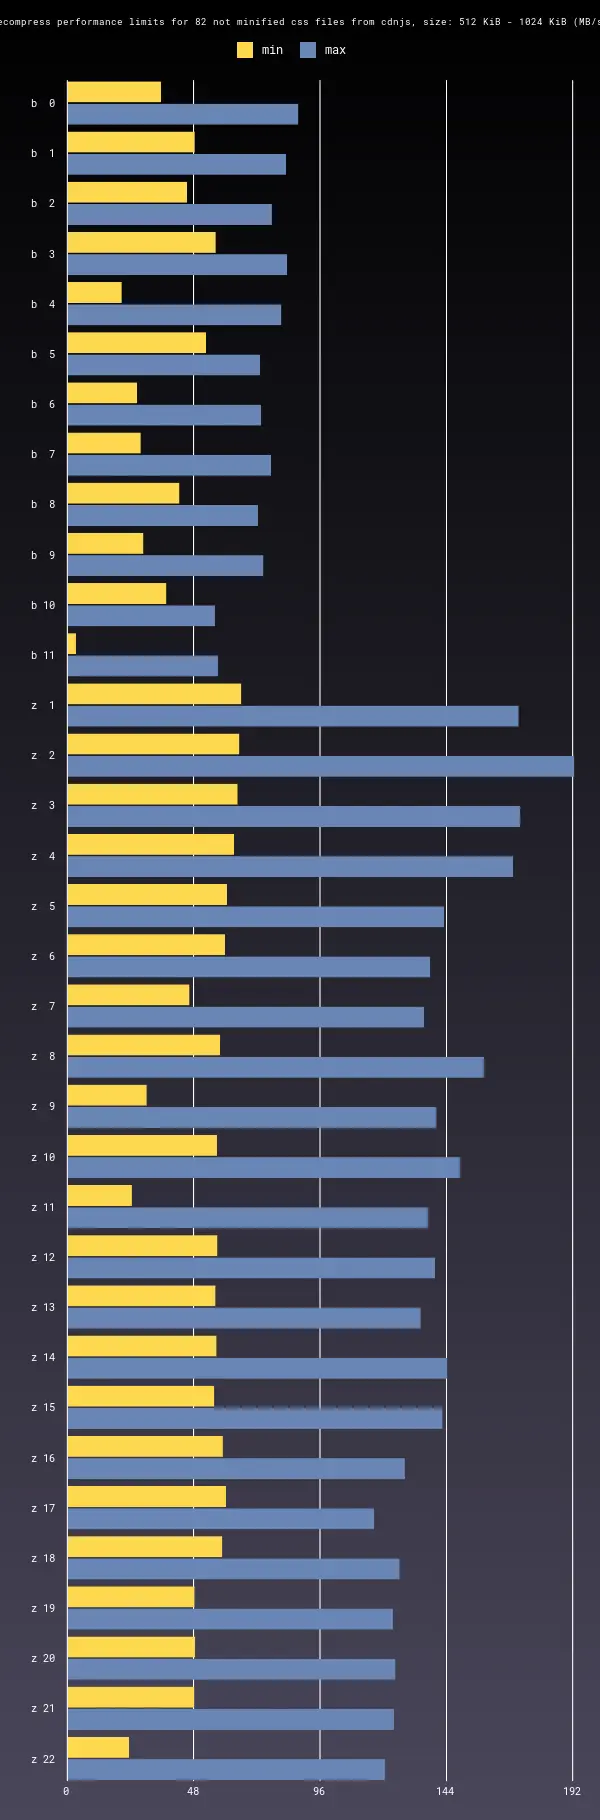 ecompress performance limits for 82 not minified css files from cdnjs, size: 512 KiB - 1024 KiB (MB/s
min max
b 0
b 1
b 2
b 3
b 4
b 5
b 6
b 7
b 8
b 9
b 10
b 11
z 1
z 2
z 3
z 4
z 5
z 6
z 7
z 8
z 9
z 10
z 11
z 12
z 13
z 14
z 15
z 16
z 17
z 18
z 19
z 20
z 21
z 22
0 48 96 144 192